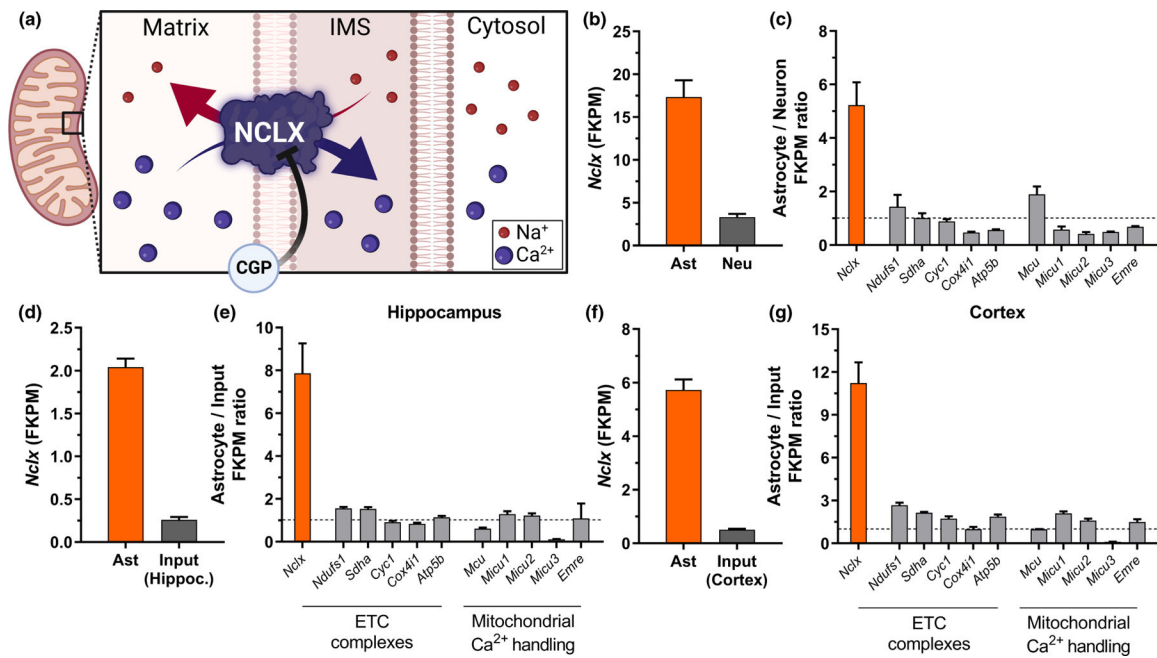 (a)
Matrix
IMS
Cytosol
NCLX
CGP
Na⁺
Ca²⁺
(b)
Nclx (FKPM)
25
20
15
10
5
0
Ast
Neu
(c)
Astrocyte / Neuron
FKPM ratio
8
6
4
2
0
Nclx
Ndufs1
Sdha
Cyc1
Cox4i1
Atp5b
Mcu
Micu1
Micu2
Micu3
Emre
Hippocampus
(d)
Nclx (FKPM)
2.5
2.0
1.5
1.0
0.5
0.0
Ast
Input
(Hippoc.)
(e)
Astrocyte / Input
FKPM ratio
10
8
6
4
2
0
Nclx
Ndufs1
Sdha
Cyc1
Cox4i1
Atp5b
Mcu
Micu1
Micu2
Micu3
Emre
ETC
complexes
Mitochondrial
Ca²⁺ handling
Cortex
(f)
Nclx (FKPM)
8
6
4
2
0
Ast
Input
(Cortex)
(g)
Astrocyte / Input
FKPM ratio
15
12
9
6
3
0
Nclx
Ndufs1
Sdha
Cyc1
Cox4i1
Atp5b
Mcu
Micu1
Micu2
Micu3
Emre
ETC
complexes
Mitochondrial
Ca²⁺ handling